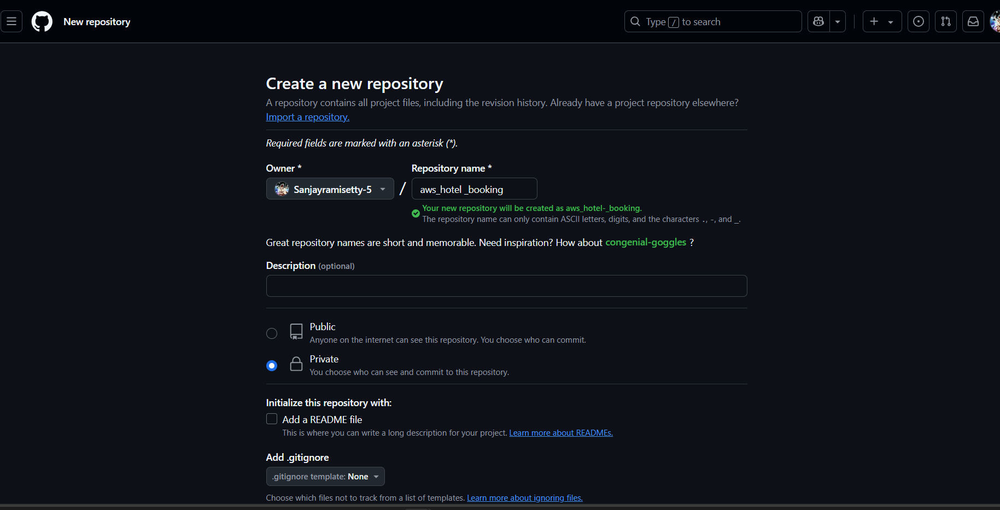 New repository
Type / to search
Create a new repository
A repository contains all project files, including the revision history. Already have a project repository elsewhere?
Import a repository.
Required fields are marked with an asterisk (*).
Owner *
Repository name *
Sanjayramisetty-5
/
aws_hotel _booking
Your new repository will be created as aws_hotel-_booking.
The repository name can only contain ASCII letters, digits, and the characters ., -, and _.
Great repository names are short and memorable. Need inspiration? How about congenial-goggles ?
Description (optional)
Public
Anyone on the internet can see this repository. You choose who can commit.
Private
You choose who can see and commit to this repository.
Initialize this repository with:
Add a README file
This is where you can write a long description for your project. Learn more about READMEs.
Add .gitignore
.gitignore template: None
Choose which files not to track from a list of templates. Learn more about ignoring files.